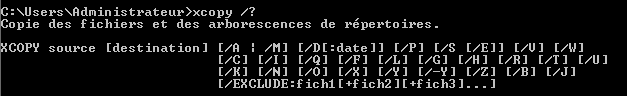 C:\Users\Administrateur>xcopy /?
Copie des fichiers et des arborescences de répertoires.
XCOPY source [destination] [/A | /M] [/D[:date]] [/P] [/S [/E]] [/V] [/W]
[/C] [/I] [/Q] [/F] [/L] [/G] [/H] [/R] [/T] [/U]
[/K] [/N] [/O] [/X] [/Y] [/-Y] [/Z] [/B] [/J]
[/EXCLUDE:fich1[+fich2][+fich3]...]